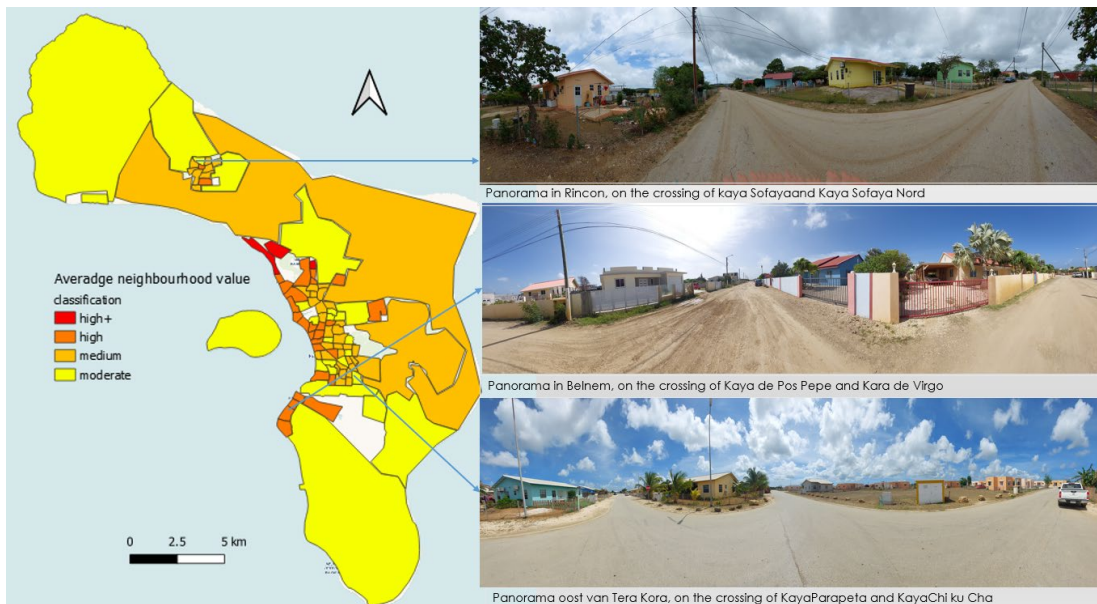 Averadge neighbourhood value
classification
high+
high
medium
moderate
0 2.5 5 km
Panorama in Rincon, on the crossing of kaya Sofayaand Kaya Sofaya Nord
Panorama in Belnem, on the crossing of Kaya de Pos Pepe and Kara de Virgo
Panorama oost van Tera Kora, on the crossing of KayaParapeta and KayaChi ku Cha